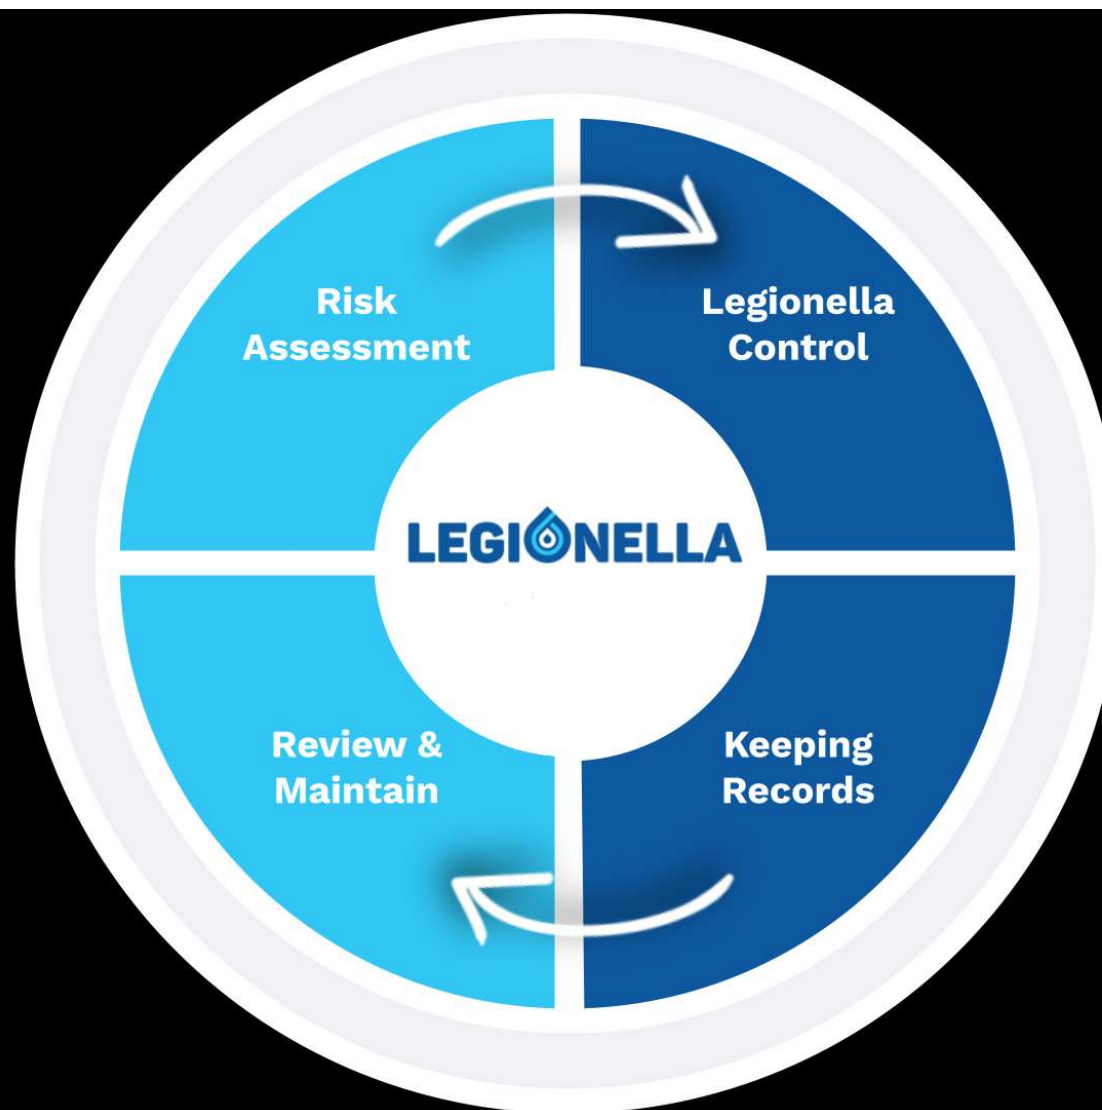 Risk
Assessment
Legionella
Control
LEGIONELLA
Review &
Maintain
Keeping
Records